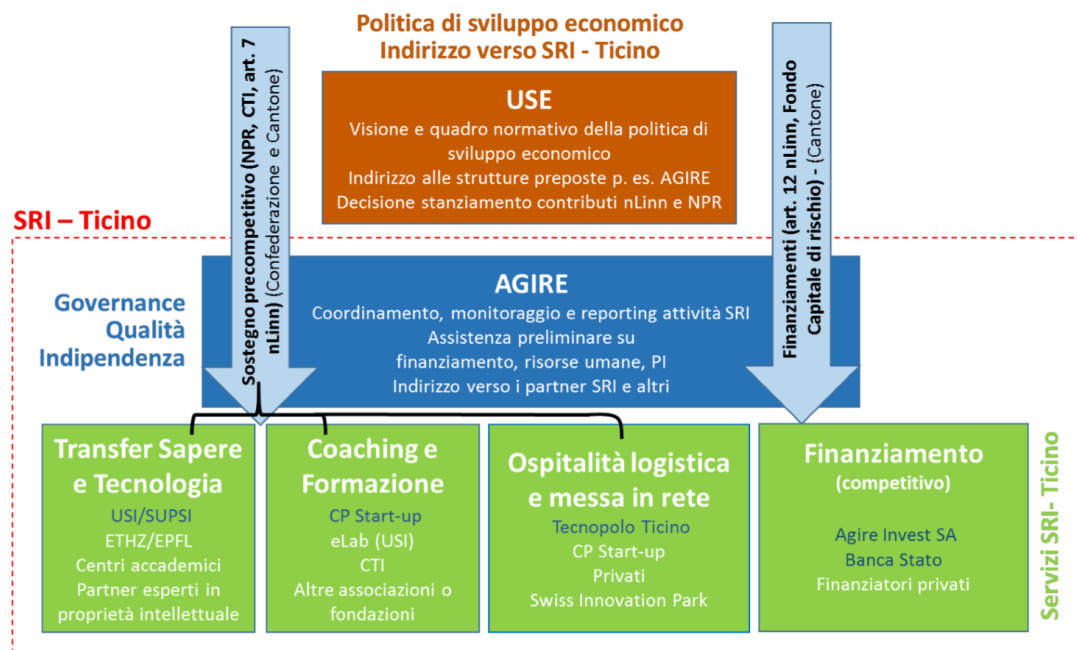 Politica di sviluppo economico
Indirizzo verso SRI - Ticino
Sostegno precompetitivo (NPR, CTI, art. 7
nLinn) (Confederazione e Cantone)
USE
Visione e quadro normativo della politica di
sviluppo economico
Indirizzo alle strutture preposte p. es. AGIRE
Decisione stanziamento contributi nLinn e NPR
Finanziamenti (art. 12 nLinn, Fondo
Capitale di rischio) - (Cantone)
SRI – Ticino
Governance
Qualità
Indipendenza
AGIRE
Coordinamento, monitoraggio e reporting attività SRI
Assistenza preliminare su
finanziamento, risorse umane, PI
Indirizzo verso i partner SRI e altri
Transfer Sapere
e Tecnologia
USI/SUPSI
ETHZ/EPFL
Centri accademici
Partner esperti in
proprietà intellettuale
Coaching e
Formazione
CP Start-up
eLab (USI)
CTI
Altre associazioni o
fondazioni
Ospitalità logistica
e messa in rete
Tecnopolo Ticino
CP Start-up
Privati
Swiss Innovation Park
Finanziamento
(competitivo)
Agire Invest SA
Banca Stato
Finanziatori privati
Servizi SRI- Ticino